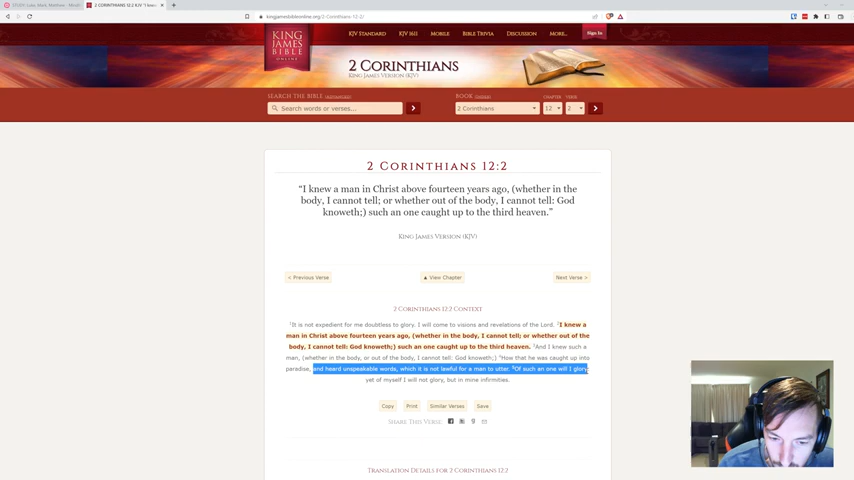 2 CORINTHIANS 12:2 KJV "I knew
kingjamesbibleonline.org/2-Corinthians-12-2/
KING
JAMES
BIBLE
ONLINE
KJV STANDARD KJV 1611 MOBILE BIBLE TRIVIA DISCUSSION MORE... Sign In
2 CORINTHIANS
KING JAMES VERSION (KJV)
SEARCH THE BIBLE BOOK CHAPTER VERSE
Search words or verses... 2 Corinthians 12 2
2 CORINTHIANS 12:2
“I knew a man in Christ above fourteen years ago, (whether in the
body, I cannot tell; or whether out of the body, I cannot tell: God
knoweth;) such an one caught up to the third heaven.”
KING JAMES VERSION (KJV)
< Previous Verse ▲ View Chapter Next Verse >
2 CORINTHIANS 12:2 CONTEXT
1It is not expedient for me doubtless to glory. I will come to visions and revelations of the Lord. 2I knew a
man in Christ above fourteen years ago, (whether in the body, I cannot tell; or whether out of the
body, I cannot tell: God knoweth;) such an one caught up to the third heaven. 3And I knew such a
man, (whether in the body, or out of the body, I cannot tell: God knoweth;) 4How that he was caught up into
paradise, and heard unspeakable words, which it is not lawful for a man to utter. 5Of such an one will I glory:
yet of myself I will not glory, but in mine infirmities.
Copy Print Similar Verses Save
SHARE THIS VERSE:
TRANSLATION DETAILS FOR 2 CORINTHIANS 12:2